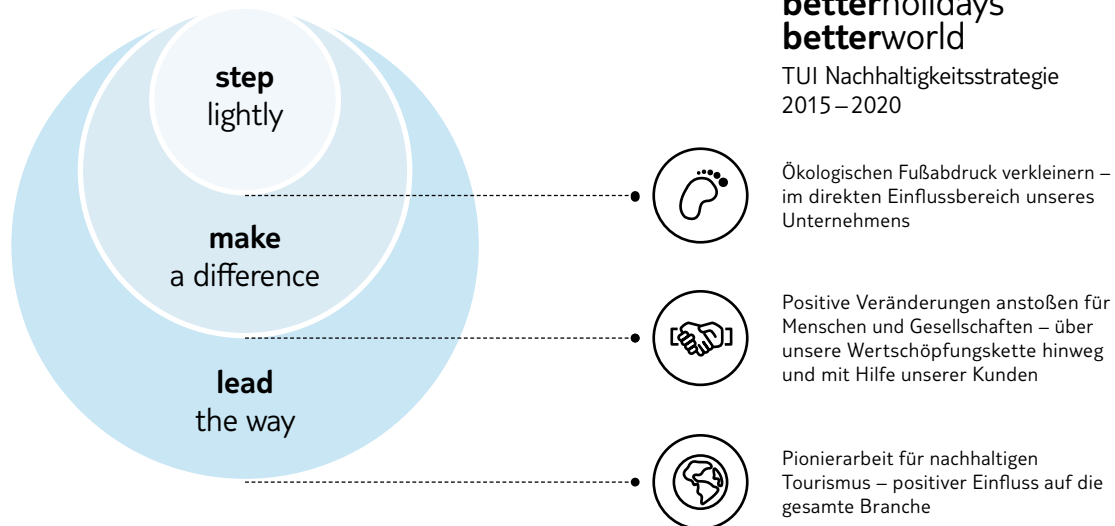 step
lightly
make
a difference
lead
the way
betterholidays
betterworld
TUI Nachhaltigkeitsstrategie
2015–2020
Ökologischen Fußabdruck verkleinern –
im direkten Einflussbereich unseres
Unternehmens
Positive Veränderungen anstoßen für
Menschen und Gesellschaften – über
unsere Wertschöpfungskette hinweg
und mit Hilfe unserer Kunden
Pionierarbeit für nachhaltigen
Tourismus – positiver Einfluss auf die
gesamte Branche